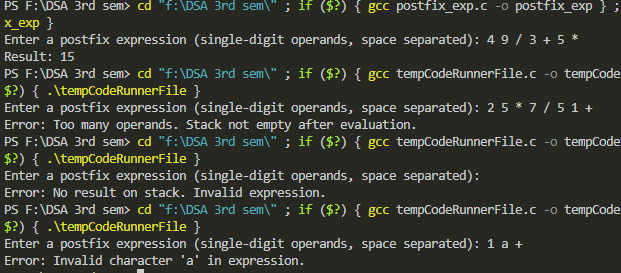 PS F:\DSA 3rd sem> cd "f:\DSA 3rd sem\" ; if ($?) { gcc postfix_exp.c -o postfix_exp } ;
x_exp }
Enter a postfix expression (single-digit operands, space separated): 4 9 / 3 + 5 *
Result: 15
PS F:\DSA 3rd sem> cd "f:\DSA 3rd sem\" ; if ($?) { gcc tempCodeRunnerFile.c -o tempCode
$?) { .\tempCodeRunnerFile }
Enter a postfix expression (single-digit operands, space separated): 2 5 * 7 / 5 1 +
Error: Too many operands. Stack not empty after evaluation.
PS F:\DSA 3rd sem> cd "f:\DSA 3rd sem\" ; if ($?) { gcc tempCodeRunnerFile.c -o tempCode
$?) { .\tempCodeRunnerFile }
Enter a postfix expression (single-digit operands, space separated):
Error: No result on stack. Invalid expression.
PS F:\DSA 3rd sem> cd "f:\DSA 3rd sem\" ; if ($?) { gcc tempCodeRunnerFile.c -o tempCode
$?) { .\tempCodeRunnerFile }
Enter a postfix expression (single-digit operands, space separated): 1 a +
Error: Invalid character 'a' in expression.